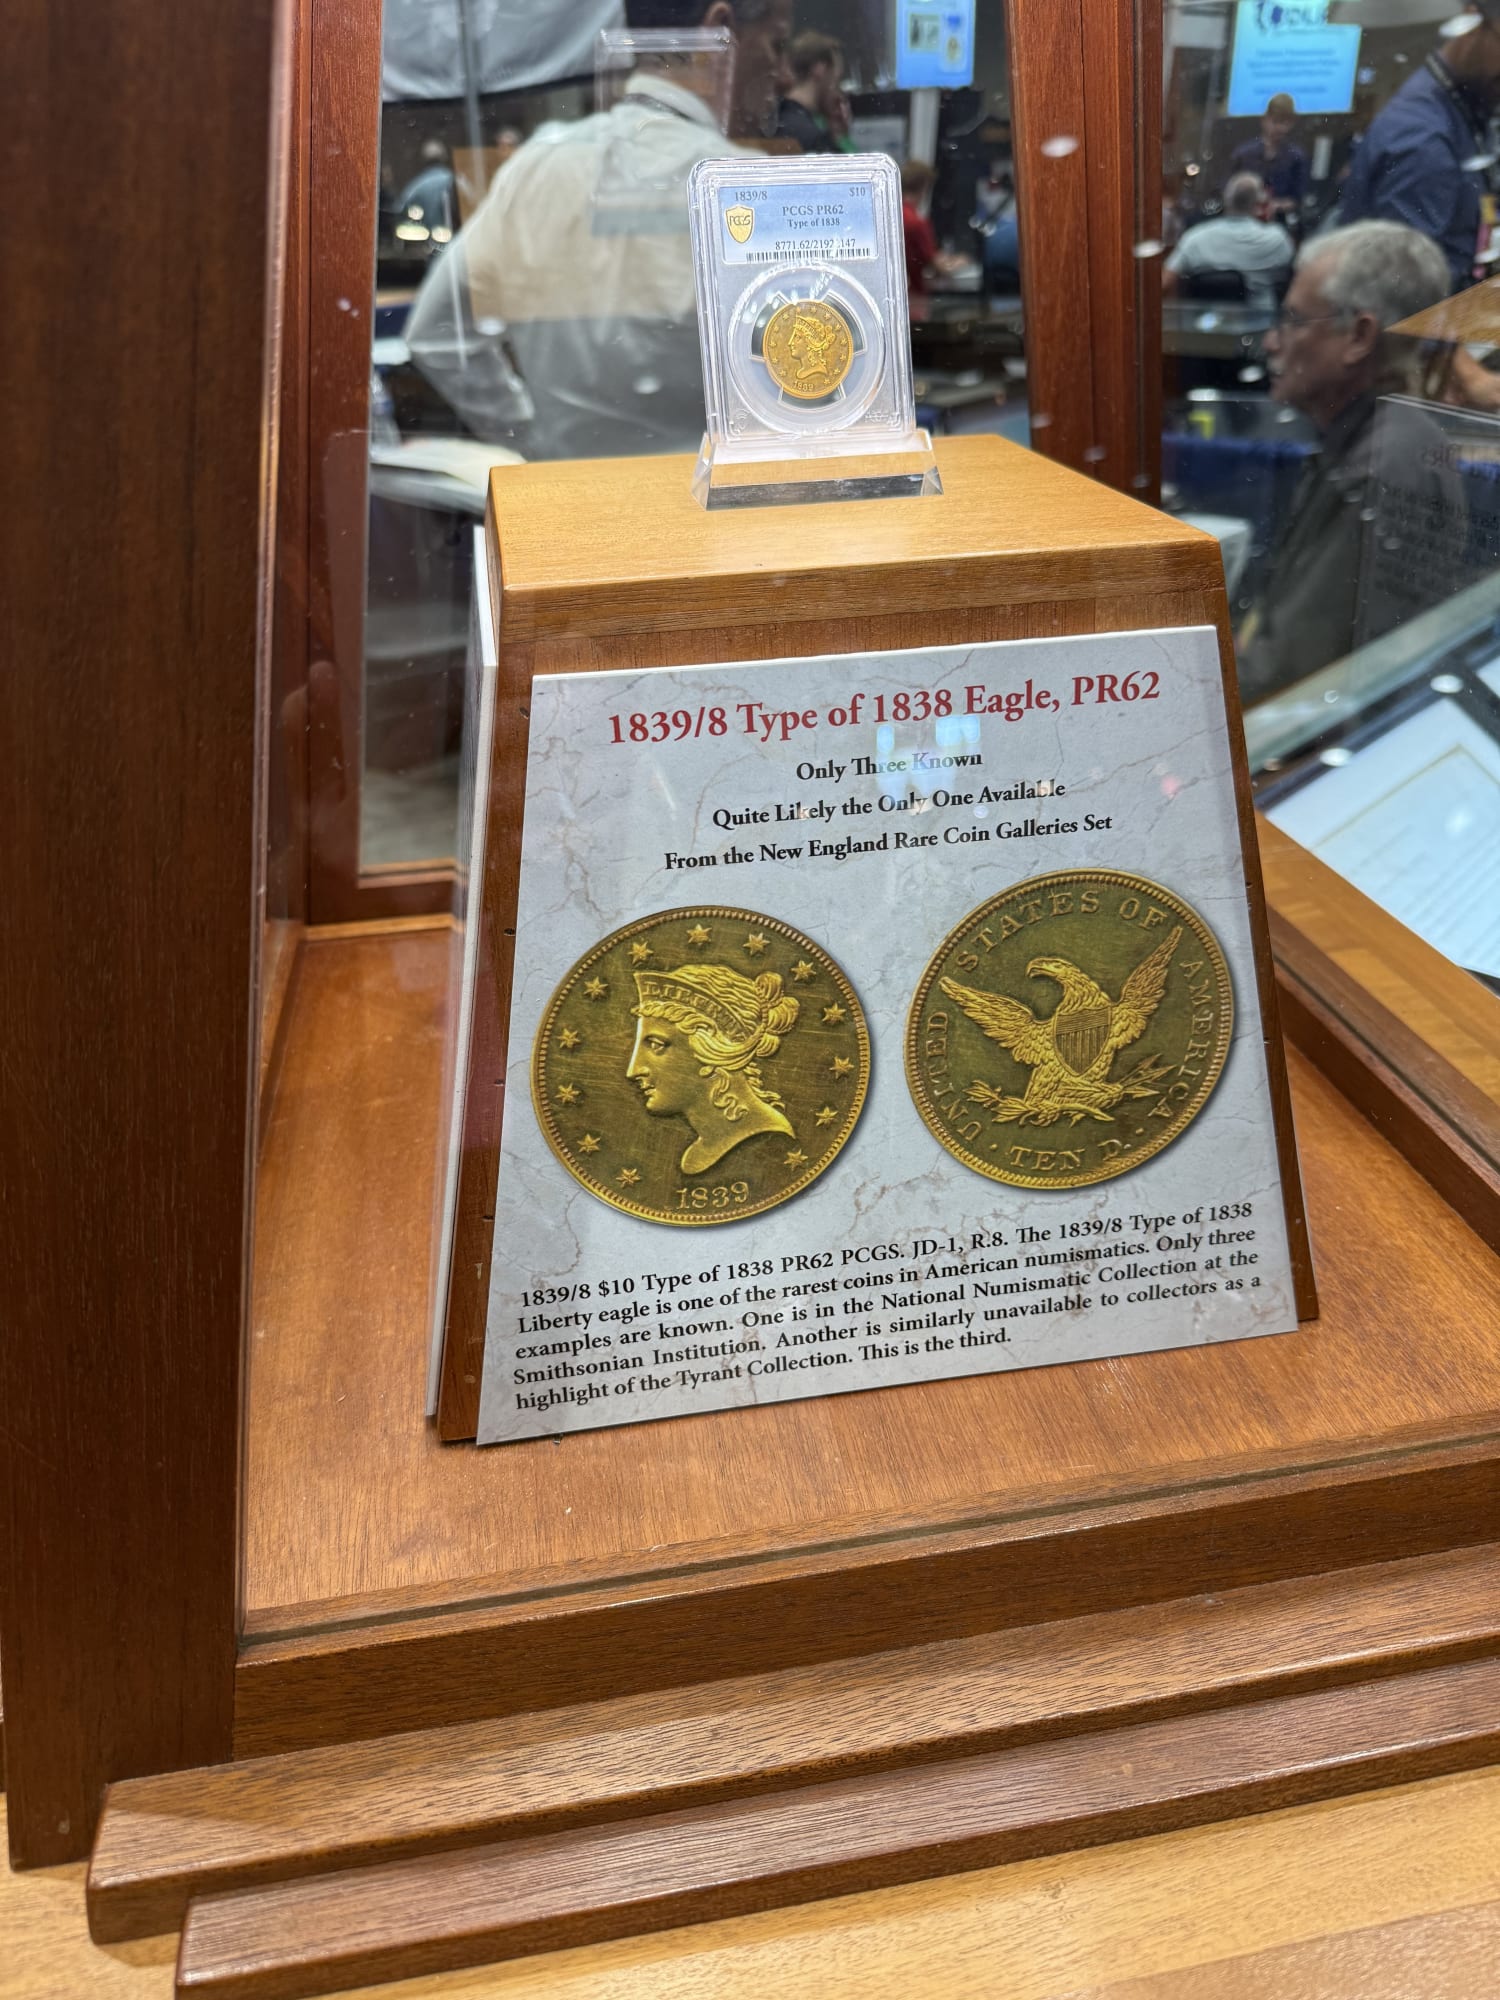 1839/8 $10
PCGS PR62
Type of 1838
PCGS
1839
1839/8 Type of 1838 Eagle, PR62
Only Three Known
Quite Likely the Only One Available
From the New England Rare Coin Galleries Set
LIBERTY
1839
UNITED STATES OF AMERICA
· TEN D. ·
1839/8 $10 Type of 1838 PR62 PCGS. JD-1, R.8. The 1839/8 Type of 1838
Liberty eagle is one of the rarest coins in American numismatics. Only three
examples are known. One is in the National Numismatic Collection at the
Smithsonian Institution. Another is similarly unavailable to collectors as a
highlight of the Tyrant Collection. This is the third.